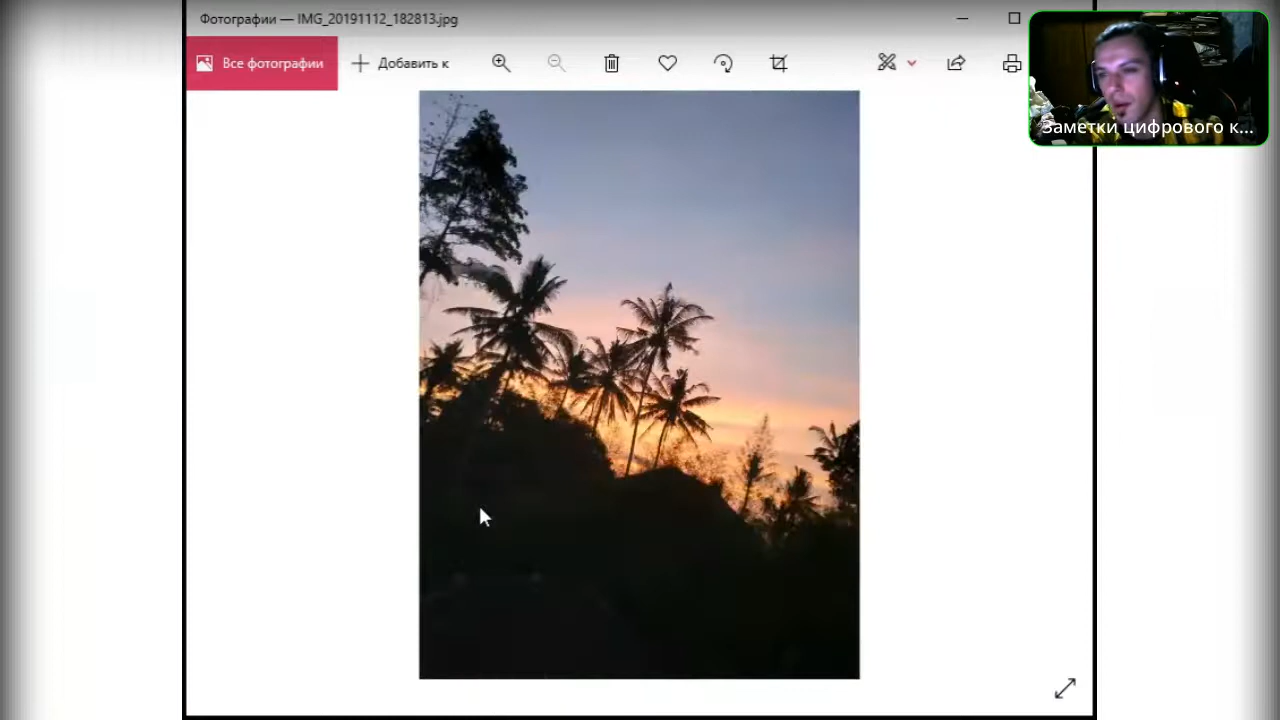 Фотографии — IMG_20191112_182813.jpg
Все фотографии
Добавить к
Заметки цифрового к...